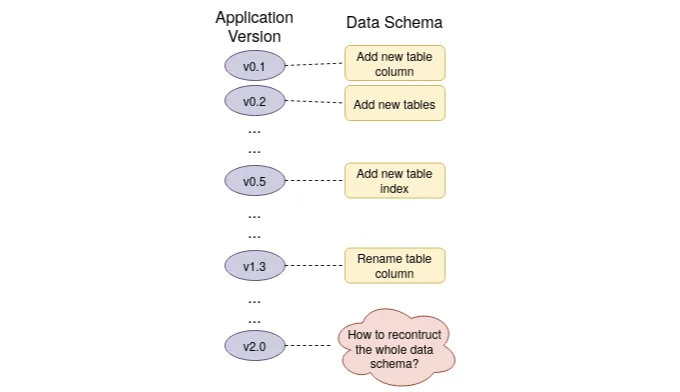 Application
Version
Data Schema
v0.1
Add new table
column
v0.2
Add new tables
...
...
v0.5
Add new table
index
...
...
v1.3
Rename table
column
...
...
v2.0
How to recontruct
the whole data
schema?